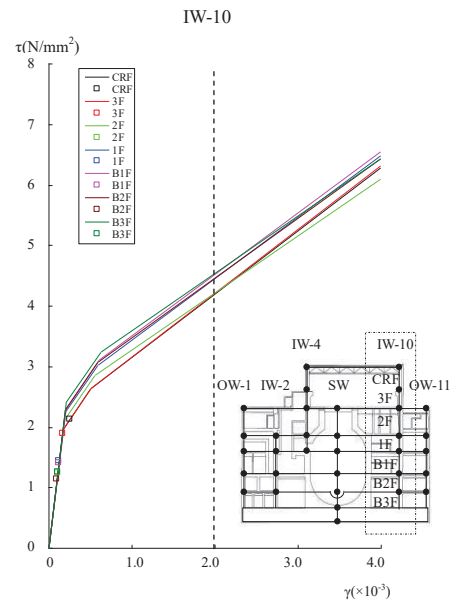 IW-10
τ(N/mm²)
8
7
6
5
4
3
2
1
0
CRF
CRF
3F
3F
2F
2F
1F
1F
B1F
B1F
B2F
B2F
B3F
B3F
IW-4
IW-10
OW-1
IW-2
SW
CRF
OW-11
3F
2F
1F
B1F
B2F
B3F
0
1.0
2.0
3.0
4.0
γ(×10⁻³)